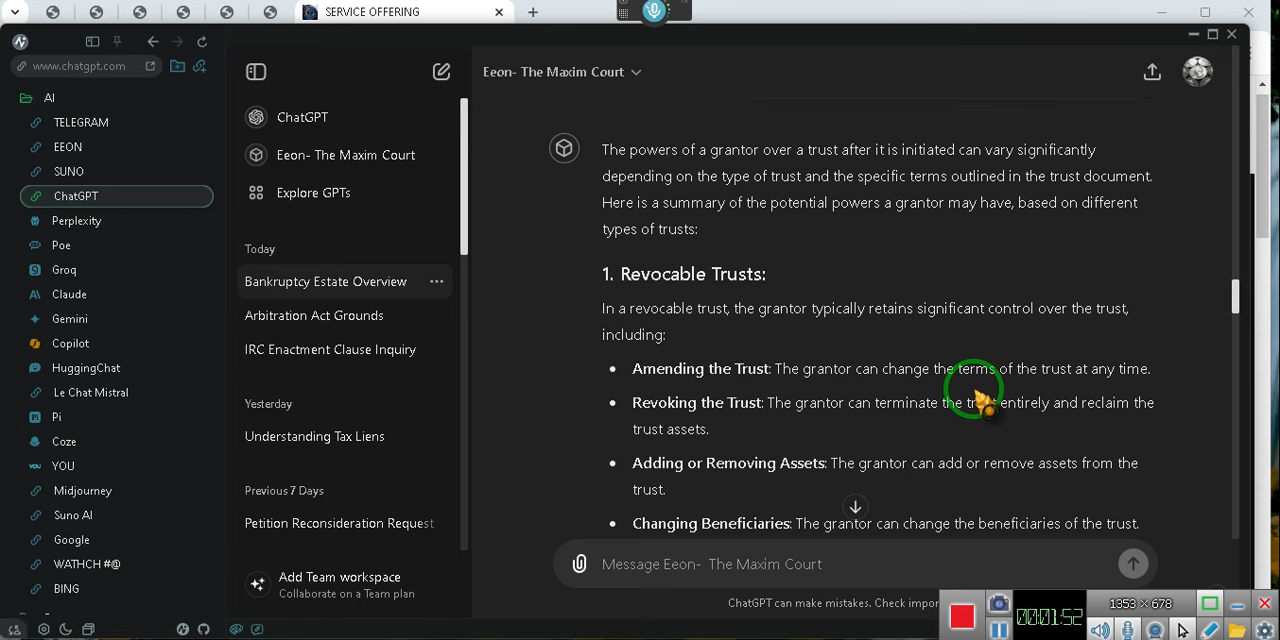 SERVICE OFFERING
www.chatgpt.com
AI
TELEGRAM
EEON
SUNO
ChatGPT
Perplexity
Poe
Groq
Claude
Gemini
Copilot
HuggingChat
Le Chat Mistral
Pi
Coze
YOU
Midjourney
Suno AI
Google
WATHCH #@
BING
ChatGPT
Eeon- The Maxim Court
Explore GPTs
Today
Bankruptcy Estate Overview
Arbitration Act Grounds
IRC Enactment Clause Inquiry
Yesterday
Understanding Tax Liens
Previous 7 Days
Petition Reconsideration Request
Add Team workspace
Collaborate on a Team plan
Eeon- The Maxim Court
The powers of a grantor over a trust after it is initiated can vary significantly
depending on the type of trust and the specific terms outlined in the trust document.
Here is a summary of the potential powers a grantor may have, based on different
types of trusts:
1. Revocable Trusts:
In a revocable trust, the grantor typically retains significant control over the trust,
including:
• Amending the Trust: The grantor can change the terms of the trust at any time.
• Revoking the Trust: The grantor can terminate the entirely and reclaim the
trust assets.
• Adding or Removing Assets: The grantor can add or remove assets from the
trust.
• Changing Beneficiaries: The grantor can change the beneficiaries of the trust.
Message Eeon- The Maxim Court
ChatGPT can make mistakes. Check impor
00:01:52
1353 × 678